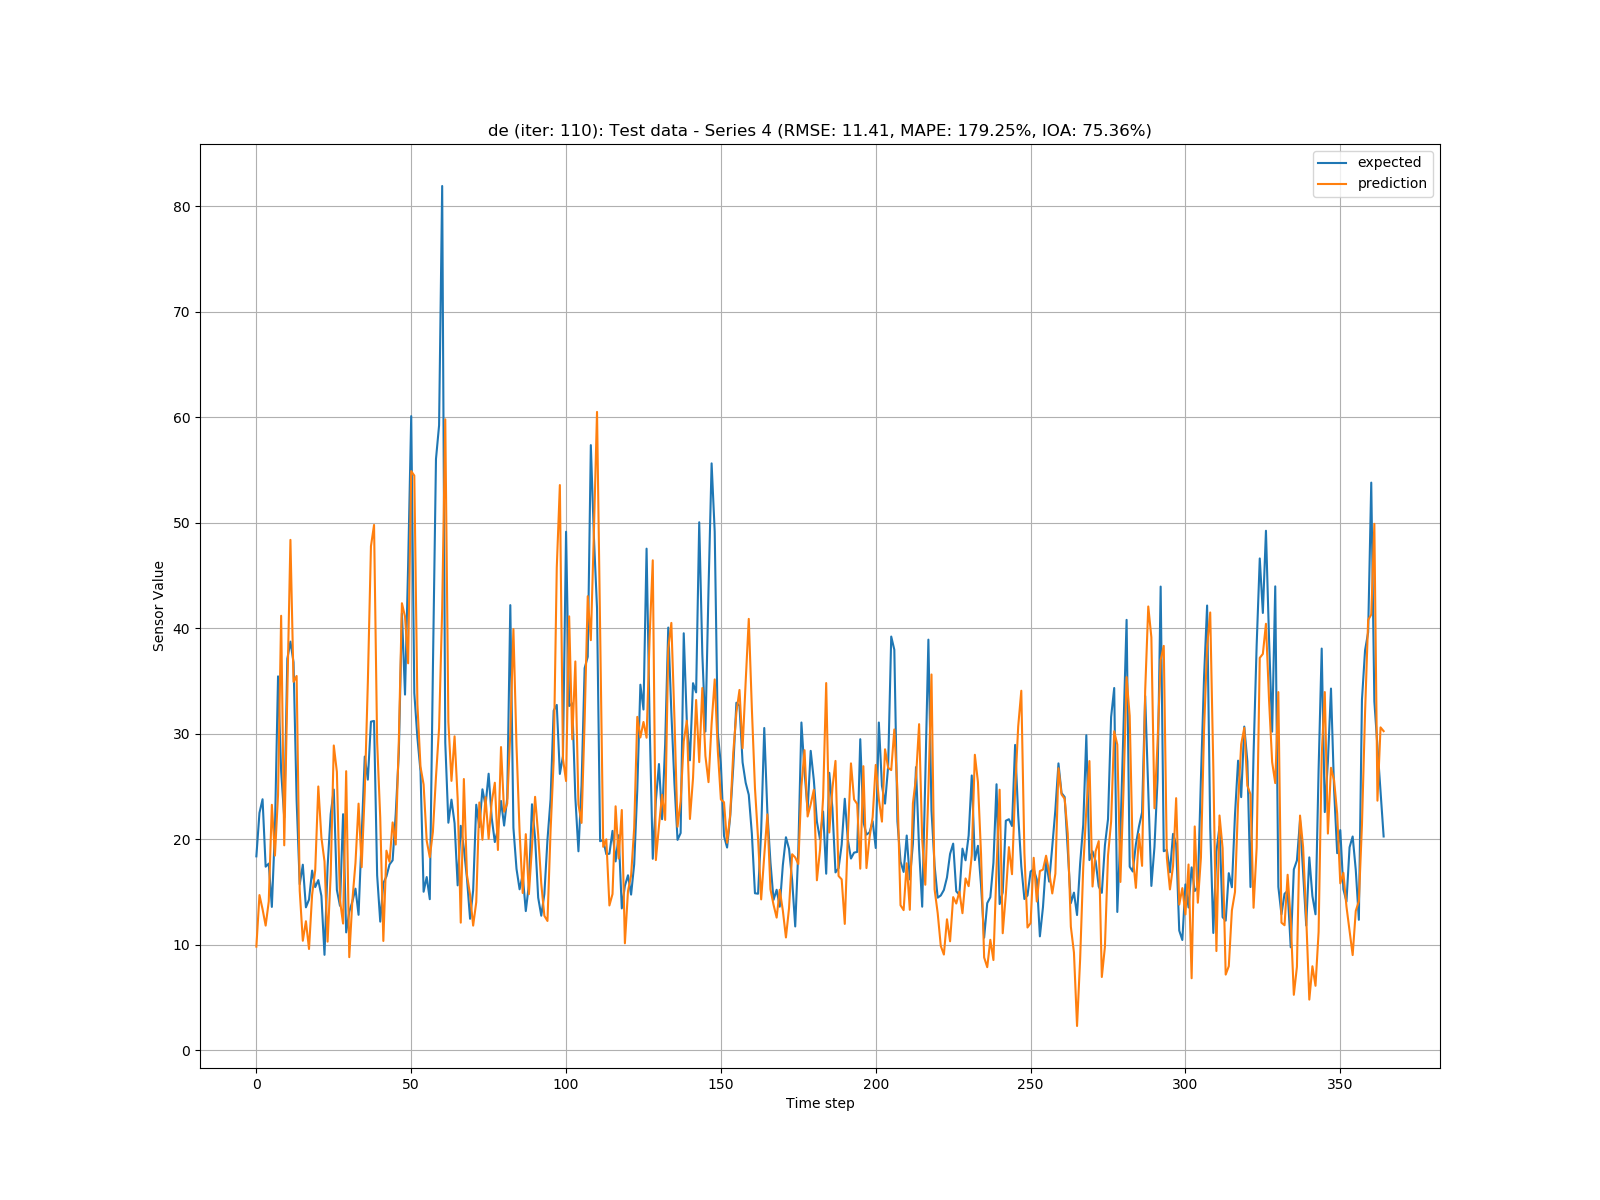 de (iter: 110): Test data - Series 4 (RMSE: 11.41, MAPE: 179.25%, IOA: 75.36%)
expected
prediction
80
70
60
50
40
30
20
10
0
Sensor Value
0 50 100 150 200 250 300 350
Time step